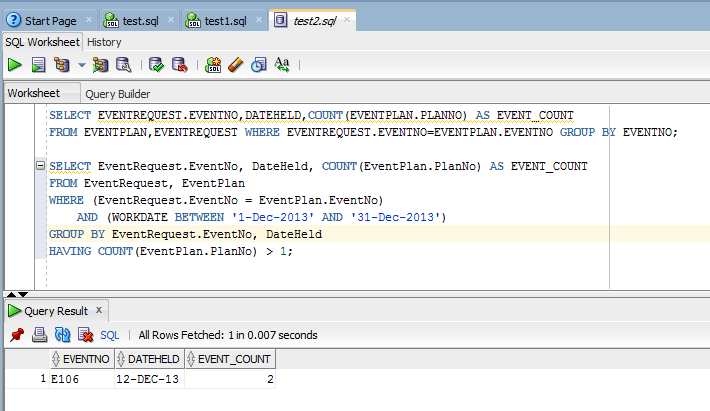 Start Page test.sql test1.sql test2.sql
SQL Worksheet History
Worksheet Query Builder
SELECT EVENTREQUEST.EVENTNO,DATEHELD,COUNT(EVENTPLAN.PLANNO) AS EVENT_COUNT
FROM EVENTPLAN,EVENTREQUEST WHERE EVENTREQUEST.EVENTNO=EVENTPLAN.EVENTNO GROUP BY EVENTNO;
SELECT EventRequest.EventNo, DateHeld, COUNT(EventPlan.PlanNo) AS EVENT_COUNT
FROM EventRequest, EventPlan
WHERE (EventRequest.EventNo = EventPlan.EventNo)
AND (WORKDATE BETWEEN '1-Dec-2013' AND '31-Dec-2013')
GROUP BY EventRequest.EventNo, DateHeld
HAVING COUNT(EventPlan.PlanNo) > 1;
Query Result x
SQL | All Rows Fetched: 1 in 0.007 seconds
EVENTNO DATEHELD EVENT_COUNT
1 E106 12-DEC-13 2